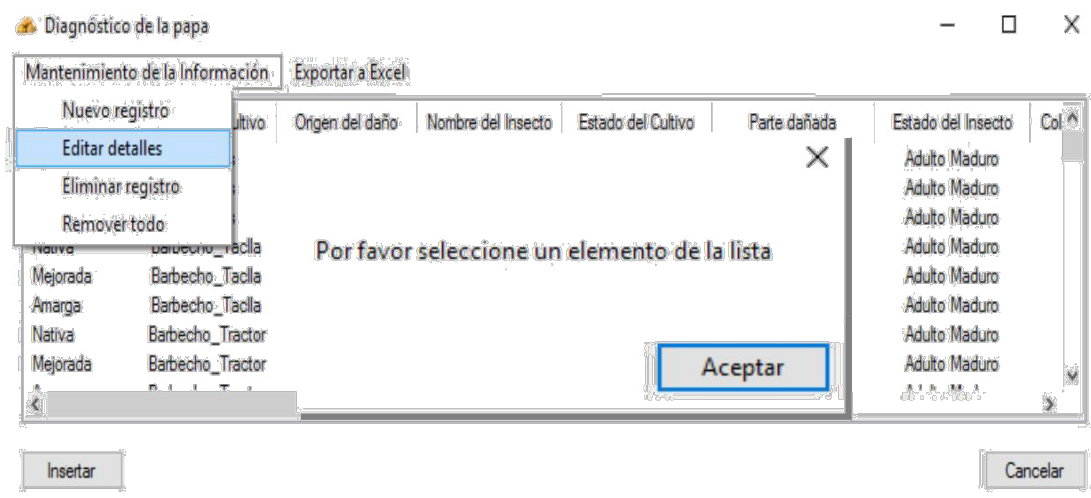 Diagnóstico de la papa
Mantenimiento de la Información Exportar a Excel
Nuevo registro
Editar detalles
Eliminar registro
Remover todo
ultivo Origen del daño Nombre del Insecto Estado del Cultivo Parte dañada Estado del Insecto Col
Adulto Maduro
Adulto Maduro
Adulto Maduro
Nativa Barbecho_Taclla Adulto Maduro
Mejorada Barbecho_Taclla Adulto Maduro
Amarga Barbecho_Taclla Adulto Maduro
Nativa Barbecho_Tractor Adulto Maduro
Mejorada Barbecho_Tractor Adulto Maduro
Por favor seleccione un elemento de la lista
Aceptar
Insertar Cancelar